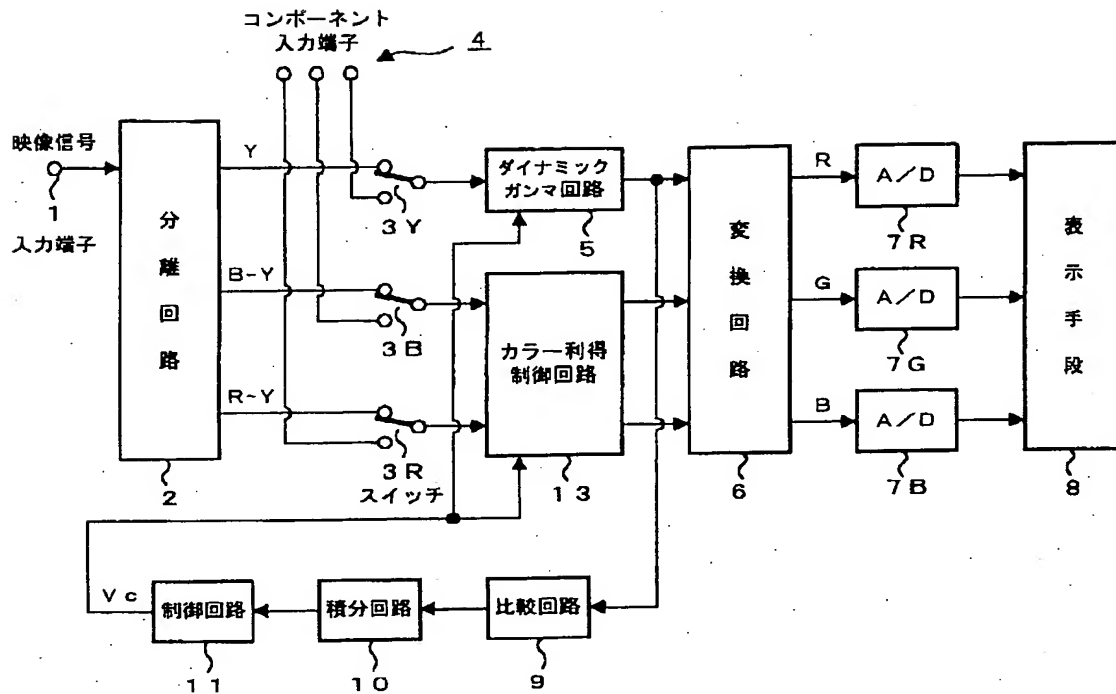 コンポーネント
入力端子
4
映像信号
1
入力端子
分離回路
2
Y
B-Y
R-Y
3Y
3B
3R
スイッチ
ダイナミック
ガンマ回路
5
カラー利得
制御回路
13
変換回路
6
R
G
B
A/D
7R
A/D
7G
A/D
7B
表示手段
8
Vc
制御回路
11
積分回路
10
比較回路
9